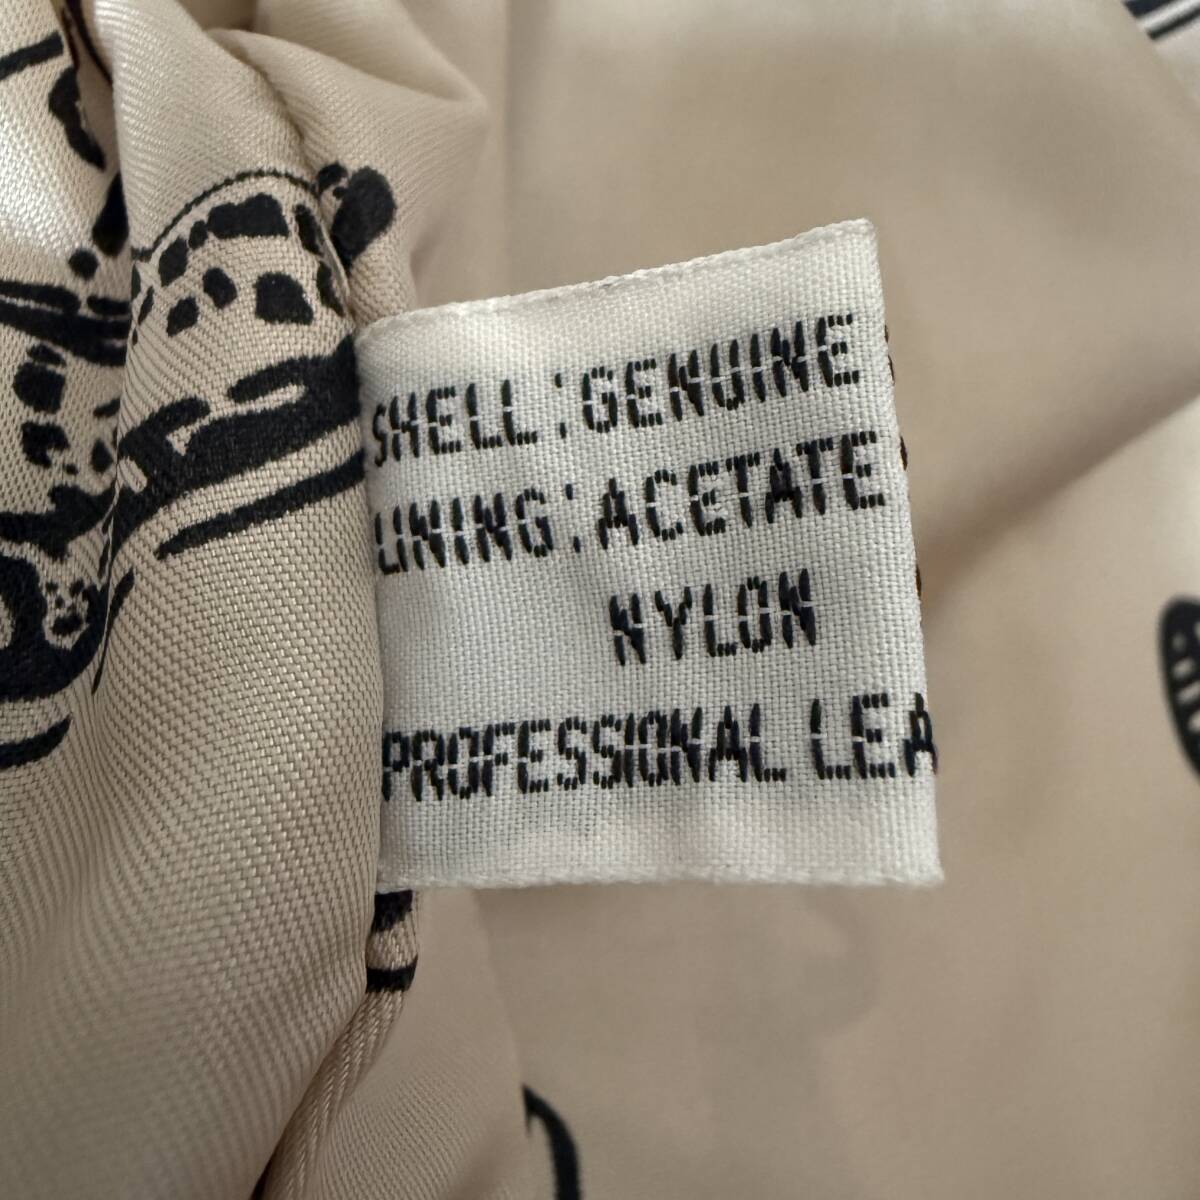 SHELL:GENUINE
LINING:ACETATE
NYLON
PROFESSIONAL LEA